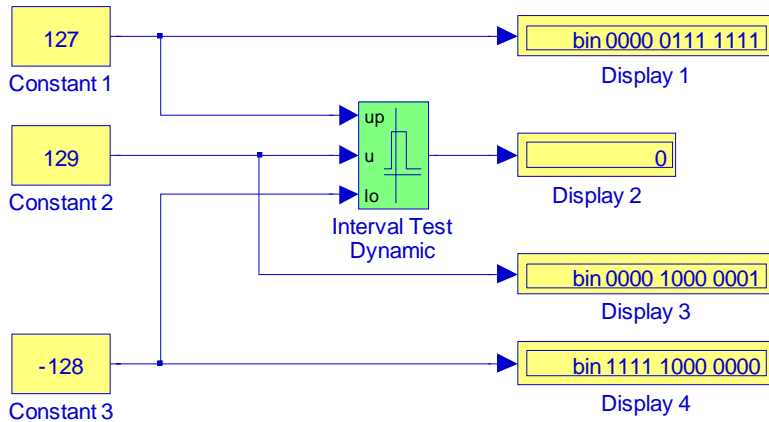 127
Constant 1
bin 0000 0111 1111
Display 1
up
u
lo
129
Constant 2
0
Display 2
Interval Test
Dynamic
bin 0000 1000 0001
Display 3
-128
Constant 3
bin 1111 1000 0000
Display 4